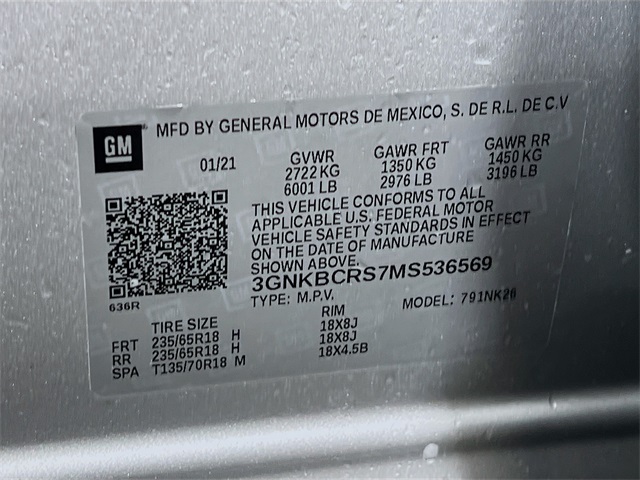 GM MFD BY GENERAL MOTORS DE MEXICO, S. DE R.L. DE C.V
01/21 GVWR GAWR FRT GAWR RR
2722 KG 1350 KG 1450 KG
6001 LB 2976 LB 3196 LB
THIS VEHICLE CONFORMS TO ALL
APPLICABLE U.S. FEDERAL MOTOR
VEHICLE SAFETY STANDARDS IN EFFECT
ON THE DATE OF MANUFACTURE
SHOWN ABOVE.
3GNKBCRS7MS536569
636R TYPE: M.P.V. MODEL: 791NK26
TIRE SIZE RIM
FRT 235/65R18 H 18X8J
RR 235/65R18 H 18X8J
SPA T135/70R18 M 18X4.5B